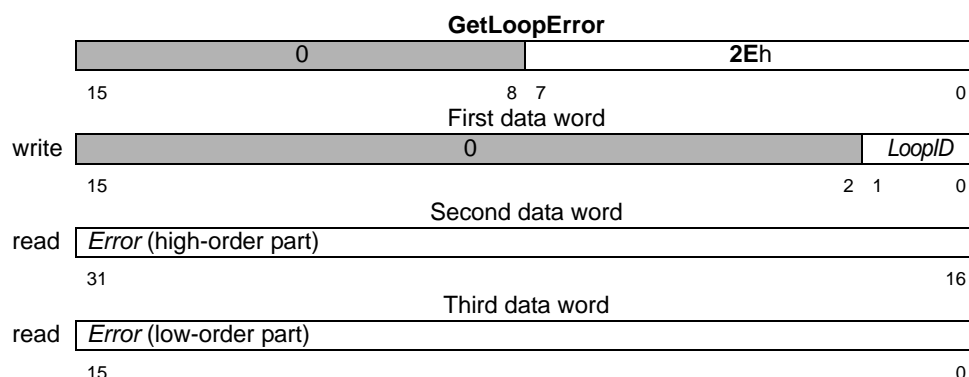 GetLoopError
0 2Eh
15 8 7 0
First data word
write 0 LoopID
15 2 1 0
Second data word
read Error (high-order part)
31 16
Third data word
read Error (low-order part)
15 0